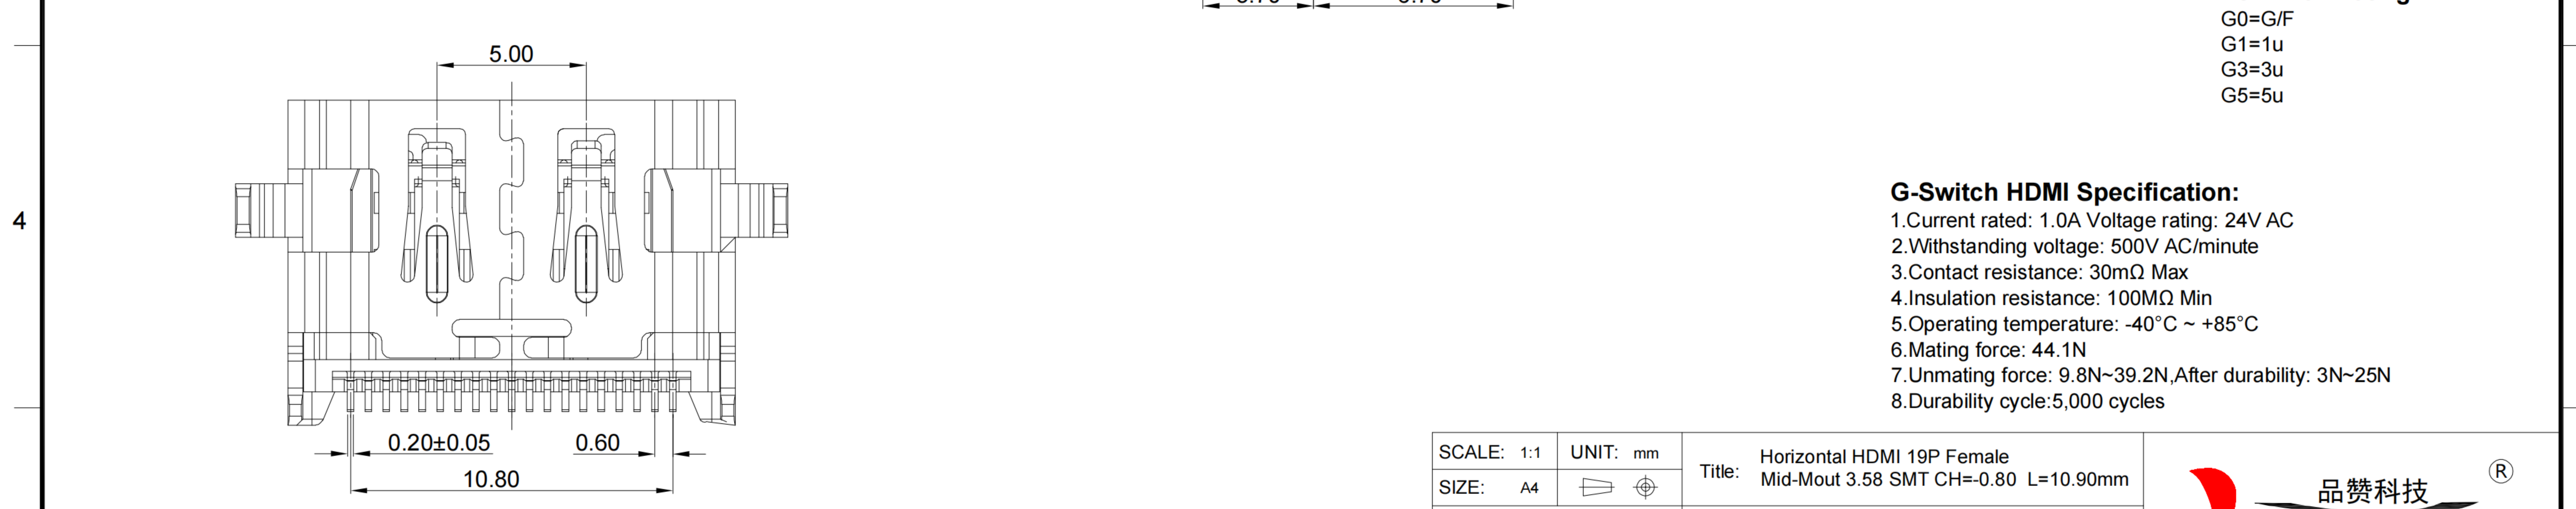 G0=G/F
G1=1u
G3=3u
G5=5u
5.00
4
G-Switch HDMI Specification:
1.Current rated: 1.0A Voltage rating: 24V AC
2.Withstanding voltage: 500V AC/minute
3.Contact resistance: 30mΩ Max
4.Insulation resistance: 100MΩ Min
5.Operating temperature: -40°C ~ +85°C
6.Mating force: 44.1N
7.Unmating force: 9.8N~39.2N,After durability: 3N~25N
8.Durability cycle:5,000 cycles
0.20±0.05
0.60
10.80
SCALE: 1:1
UNIT: mm
SIZE: A4
Title: Horizontal HDMI 19P Female
Mid-Mout 3.58 SMT CH=-0.80 L=10.90mm
品赞科技 ®